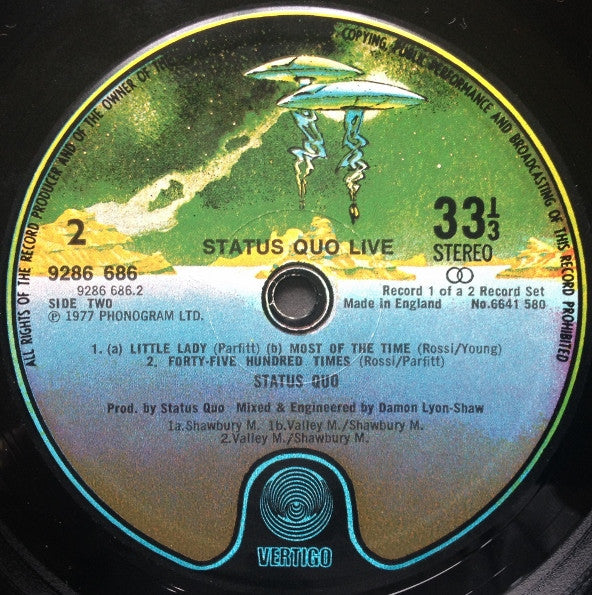 ALL RIGHTS OF THE RECORD PRODUCER AND OF THE OWNER OF THE
COPYING, PUBLIC PERFORMANCE AND BROADCASTING OF THIS RECORD PROHIBITED
2
STATUS QUO LIVE
33⅓
STEREO
9286 686
9286 686.2
SIDE TWO
℗ 1977 PHONOGRAM LTD.
Record 1 of a 2 Record Set
Made in England No.6641 580
1. (a) LITTLE LADY (Parfitt) (b) MOST OF THE TIME (Rossi/Young)
2. FORTY-FIVE HUNDRED TIMES (Rossi/Parfitt)
STATUS QUO
Prod. by Status Quo Mixed & Engineered by Damon Lyon-Shaw
1a.Shawbury M. 1b.Valley M./Shawbury M.
2.Valley M./Shawbury M.
VERTIGO